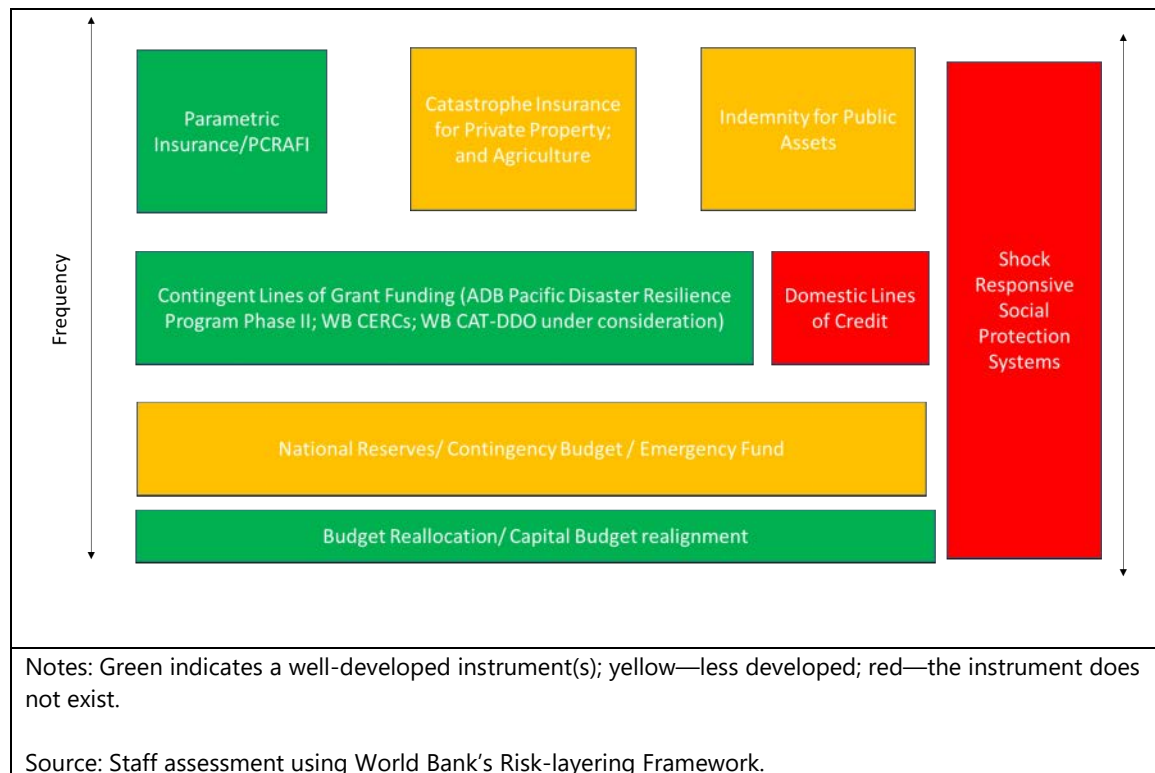 Parametric
Insurance/PCRAFI
Catastrophe Insurance
for Private Property;
and Agriculture
Indemnity for Public
Assets
Frequency
Contingent Lines of Grant Funding (ADB Pacific Disaster Resilience
Program Phase II; WB CERCs; WB CAT-DDO under consideration)
Domestic Lines
of Credit
Shock
Responsive
Social
Protection
Systems
National Reserves/ Contingency Budget / Emergency Fund
Budget Reallocation/ Capital Budget realignment
Notes: Green indicates a well-developed instrument(s); yellow—less developed; red—the instrument does
not exist.
Source: Staff assessment using World Bank's Risk-layering Framework.